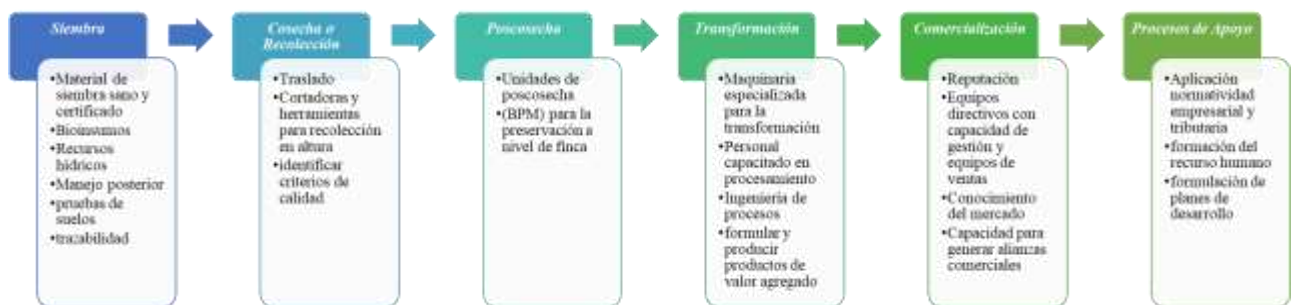 Siembra
•Material de
siembra sano y
certificado
•Bioinsumos
•Recursos
hídricos
•Manejo posterior
•pruebas de
suelos
•trazabilidad
Cosecha o
Recolección
•Traslado
•Cortadoras y
herramientas
para recolección
en altura
•identificar
criterios de
calidad
Poscosecha
•Unidades de
poscosecha
•(BPM) para la
preservación a
nivel de finca
Transformación
•Maquinaria
especializada
para la
transformación
•Personal
capacitado en
procesamiento
•Ingeniería de
procesos
•formular y
producir
productos de
valor agregado
Comercialización
•Reputación
•Equipos
directivos con
capacidad de
gestión y
equipos de
ventas
•Conocimiento
del mercado
•Capacidad para
generar alianzas
comerciales
Procesos de Apoyo
•Aplicación
normatividad
empresarial y
tributaria
•formación del
recurso humano
•formulación de
planes de
desarrollo